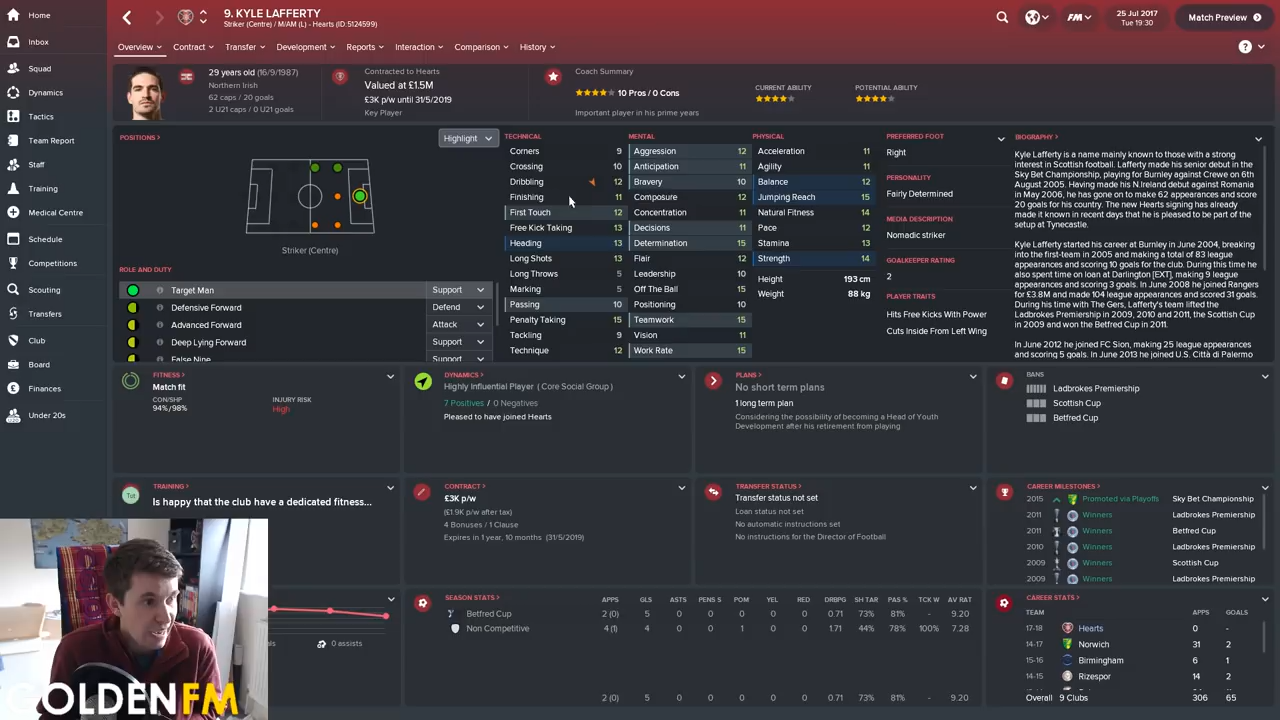 Home
Inbox
Squad
Dynamics
Tactics
Team Report
Staff
Training
Medical Centre
Schedule
Competitions
Scouting
Transfers
Club
Board
Finances
Under 20s
9. KYLE LAFFERTY
Striker (Centre) / M/AM (L) - Hearts (ID:5124599)
FM
25 Jul 2017
Tue 19:30
Match Preview
Overview Contract Transfer Development Reports Interaction Comparison History
?
29 years old (16/9/1987)
Northern Irish
62 caps / 20 goals
2 U21 caps / 0 U21 goals
Contracted to Hearts
Valued at £1.5M
£3K p/w until 31/5/2019
Key Player
Coach Summary
10 Pros / 0 Cons
Important player in his prime years
CURRENT ABILITY
POTENTIAL ABILITY
POSITIONS >
Highlight
Striker (Centre)
ROLE AND DUTY
Target Man Support
Defensive Forward Defend
Advanced Forward Attack
Deep Lying Forward Support
False Nine Support
TECHNICAL
Corners 9
Crossing 10
Dribbling 12
Finishing 11
First Touch 12
Free Kick Taking 13
Heading 13
Long Shots 13
Long Throws 5
Marking 5
Passing 10
Penalty Taking 15
Tackling 9
Technique 12
MENTAL
Aggression 12
Anticipation 11
Bravery 10
Composure 12
Concentration 11
Decisions 11
Determination 15
Flair 12
Leadership 10
Off The Ball 15
Positioning 10
Teamwork 15
Vision 11
Work Rate 15
PHYSICAL
Acceleration 11
Agility 11
Balance 12
Jumping Reach 15
Natural Fitness 14
Pace 12
Stamina 13
Strength 14
Height 193 cm
Weight 88 kg
PREFERRED FOOT
Right
PERSONALITY
Fairly Determined
MEDIA DESCRIPTION
Nomadic striker
GOALKEEPER RATING
2
PLAYER TRAITS
Hits Free Kicks With Power
Cuts Inside From Left Wing
BIOGRAPHY >
Kyle Lafferty is a name mainly known to those with a strong
interest in Scottish football. Lafferty made his senior debut in the
Sky Bet Championship, playing for Burnley against Crewe on 6th
August 2005. Having made his N.Ireland debut against Romania
in May 2006, he has gone on to make 62 appearances and score
20 goals for his country. The new Hearts signing has already
made it known in recent days that he is pleased to be part of the
setup at Tynecastle.
Kyle Lafferty started his career at Burnley in June 2004, breaking
into the first-team in 2005 and making a total of 83 league
appearances and scoring 10 goals for the club. During this time he
also spent time on loan at Darlington [EXT], making 9 league
appearances and scoring 3 goals. In June 2008 he joined Rangers
for £3.8M and made 104 league appearances and scored 31 goals.
During this time with The Gers, Lafferty's team lifted the
Ladbrokes Premiership in 2009, 2010 and 2011, the Scottish Cup
in 2009 and won the Betfred Cup in 2011.
In June 2012 he joined FC Sion, making 25 league appearances
and scoring 5 goals. In June 2013 he joined U.S. Città di Palermo
FITNESS >
Match fit
CON/SHP
94%/98%
INJURY RISK
High
DYNAMICS >
Highly Influential Player ( Core Social Group )
7 Positives / 0 Negatives
Pleased to have joined Hearts
PLANS >
No short term plans
1 long term plan
Considering the possibility of becoming a Head of Youth
Development after his retirement from playing
BANS
Ladbrokes Premiership
Scottish Cup
Betfred Cup
TRAINING >
Tut
Is happy that the club have a dedicated fitness...
CONTRACT >
£3K p/w
(£1.9K p/w after tax)
4 Bonuses / 1 Clause
Expires in 1 year, 10 months (31/5/2019)
TRANSFER STATUS >
Transfer status not set
Loan status not set
No automatic instructions set
No instructions for the Director of Football
CAREER MILESTONES >
2015 Promoted via Playoffs Sky Bet Championship
2011 Winners Ladbrokes Premiership
2011 Winners Betfred Cup
2010 Winners Ladbrokes Premiership
2009 Winners Scottish Cup
2009 Winners Ladbrokes Premiership
0 assists
SEASON STATS > APPS GLS ASTS PENS S POM YEL RED DRBPG SH TAR PAS % TCK W AV RAT
Betfred Cup 2 (0) 5 0 0 0 0 0 0.71 73% 81% - 9.20
Non Competitive 4 (1) 4 0 0 1 0 0 1.71 44% 78% 100% 7.28
2 (0) 5 0 0 0 0 0 0.71 73% 81% - 9.20
CAREER STATS >
TEAM APPS GOALS
17-18 Hearts 0 -
14-17 Norwich 31 2
15-16 Birmingham 6 1
14-15 Rizespor 14 2
Overall 9 Clubs 306 65
GOLDENFM